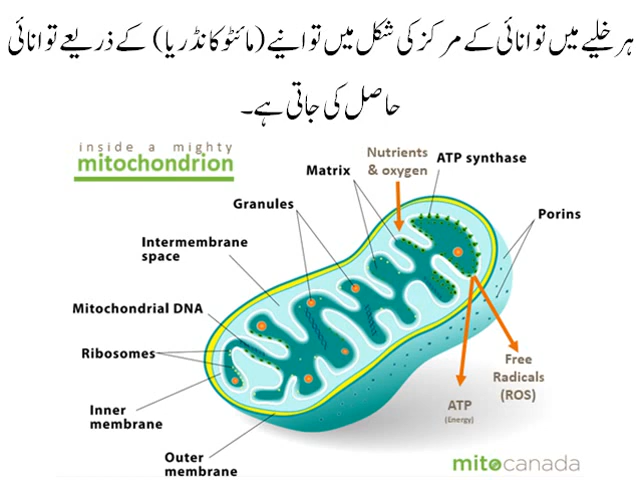 ہر خلیے میں توانائی کے مرکز کی شکل میں توانیے (مائٹوکانڈریا) کے ذریعے توانائی
حاصل کی جاتی ہے۔
inside a mighty
mitochondrion
Nutrients
& oxygen
ATP synthase
Matrix
Granules
Porins
Intermembrane
space
Mitochondrial DNA
Ribosomes
Inner
membrane
Outer
membrane
Free
Radicals
(ROS)
ATP
(Energy)
mitocanada